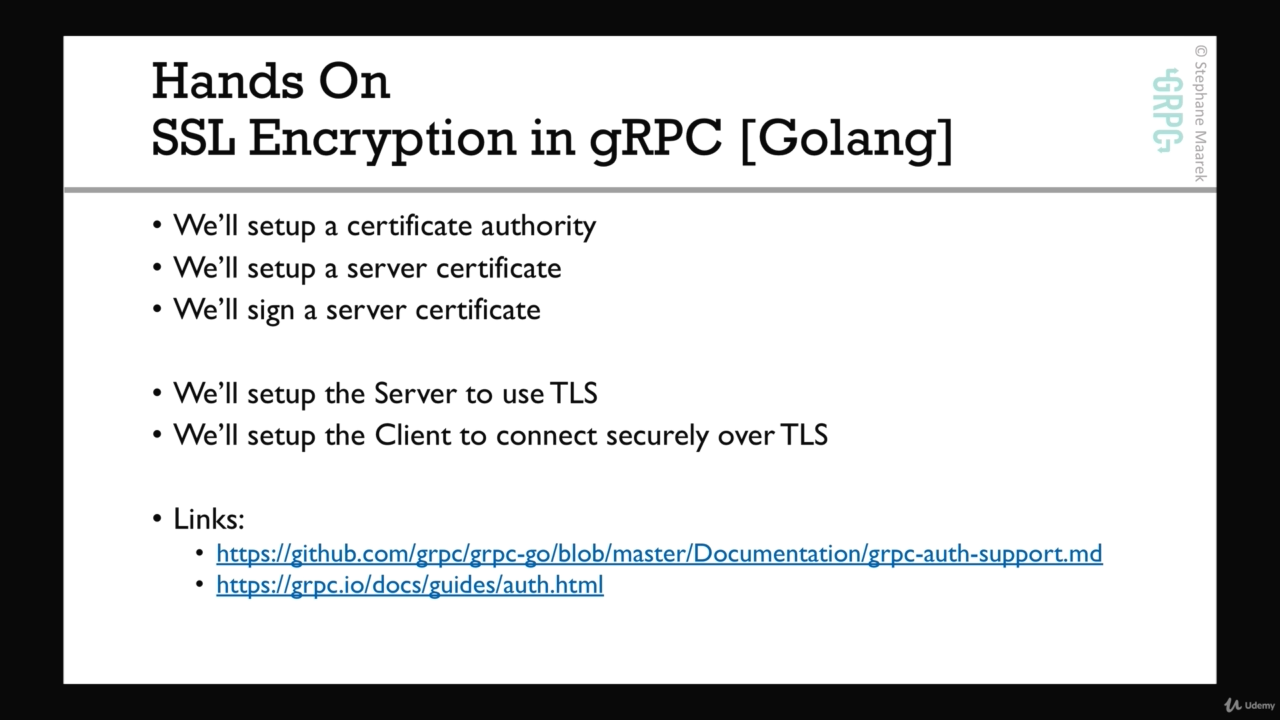 Hands On
SSL Encryption in gRPC [Golang]
GRPC
© Stephane Maarek
• We’ll setup a certificate authority
• We’ll setup a server certificate
• We’ll sign a server certificate
• We’ll setup the Server to use TLS
• We’ll setup the Client to connect securely over TLS
• Links:
• https://github.com/grpc/grpc-go/blob/master/Documentation/grpc-auth-support.md
• https://grpc.io/docs/guides/auth.html
Udemy